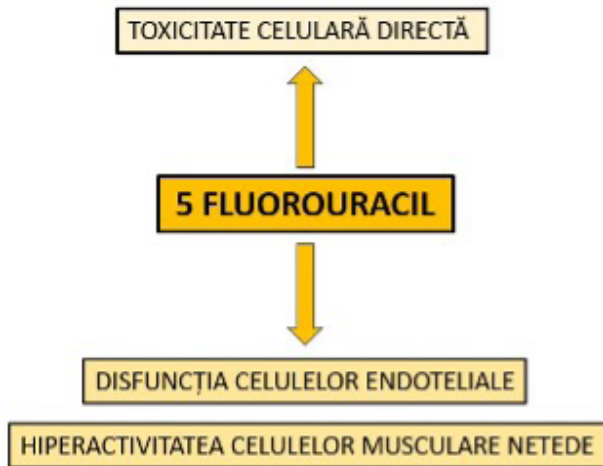 TOXICITATE CELULARĂ DIRECTĂ
5 FLUOROURACIL
DISFUNCȚIA CELULELOR ENDOTELIALE
HIPERACTIVITATEA CELULELOR MUSCULARE NETEDE